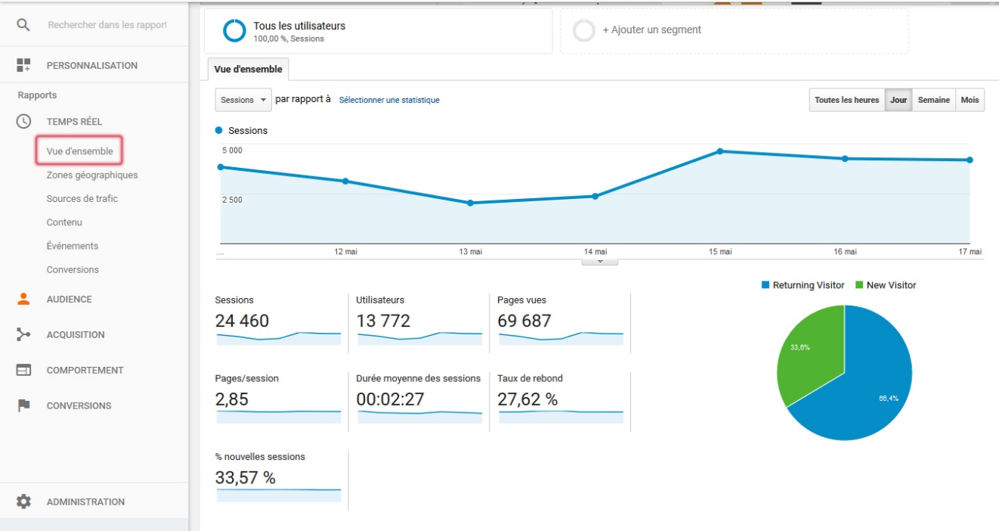 Rechercher dans les rapport
PERSONNALISATION
Rapports
TEMPS RÉEL
Vue d'ensemble
Zones géographiques
Sources de trafic
Contenu
Événements
Conversions
AUDIENCE
ACQUISITION
COMPORTEMENT
CONVERSIONS
ADMINISTRATION
Tous les utilisateurs
100,00 %, Sessions
+ Ajouter un segment
Vue d'ensemble
Sessions par rapport à Sélectionner une statistique
Toutes les heures Jour Semaine Mois
Sessions
5 000
2 500
... 12 mai 13 mai 14 mai 15 mai 16 mai 17 mai
Returning Visitor New Visitor
33,6%
66,4%
Sessions
24 460
Utilisateurs
13 772
Pages vues
69 687
Pages/session
2,85
Durée moyenne des sessions
00:02:27
Taux de rebond
27,62 %
% nouvelles sessions
33,57 %